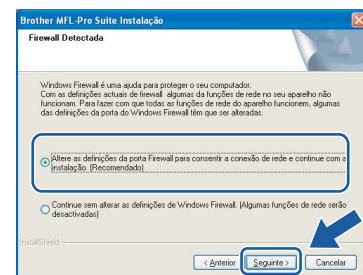 Brother MFL-Pro Suite Instalação
Firewall Detectada
Windows Firewall é uma ajuda para proteger o seu computador.
Com as definições actuais de firewall algumas da funções de rede no seu aparelho não
funcionam. Para fazer com que todas as funções de rede do aparelho funcionem, algumas
das definições da porta do Windows Firewall têm que ser alteradas.
Altere as definições da porta Firewall para consentir a conexão de rede e continue com a
instalação. (Recomendado)
Continue sem alterar as definições de Windows Firewall. (Algumas funções de rede serão
desactivadas)
InstallShield
< Anterior
Seguinte >
Cancelar